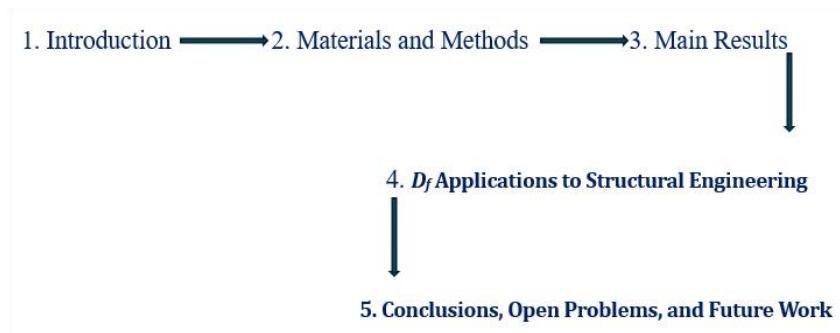 1. Introduction 2. Materials and Methods 3. Main Results
4. Df Applications to Structural Engineering
5. Conclusions, Open Problems, and Future Work